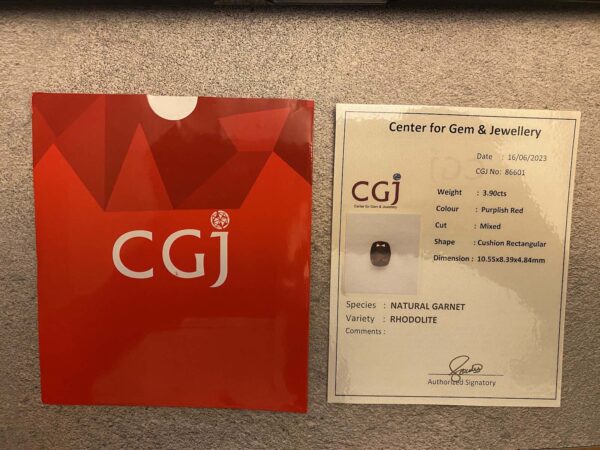 CGJ
Center for Gem & Jewellery
Date : 16/06/2023
CGJ No: 86601
CGJ
Center for Gem & Jewellery
Weight : 3.90cts
Colour : Purplish Red
Cut : Mixed
Shape : Cushion Rectangular
Dimension : 10.55x8.39x4.84mm
Species : NATURAL GARNET
Variety : RHODOLITE
Comments :
Authorized Signatory